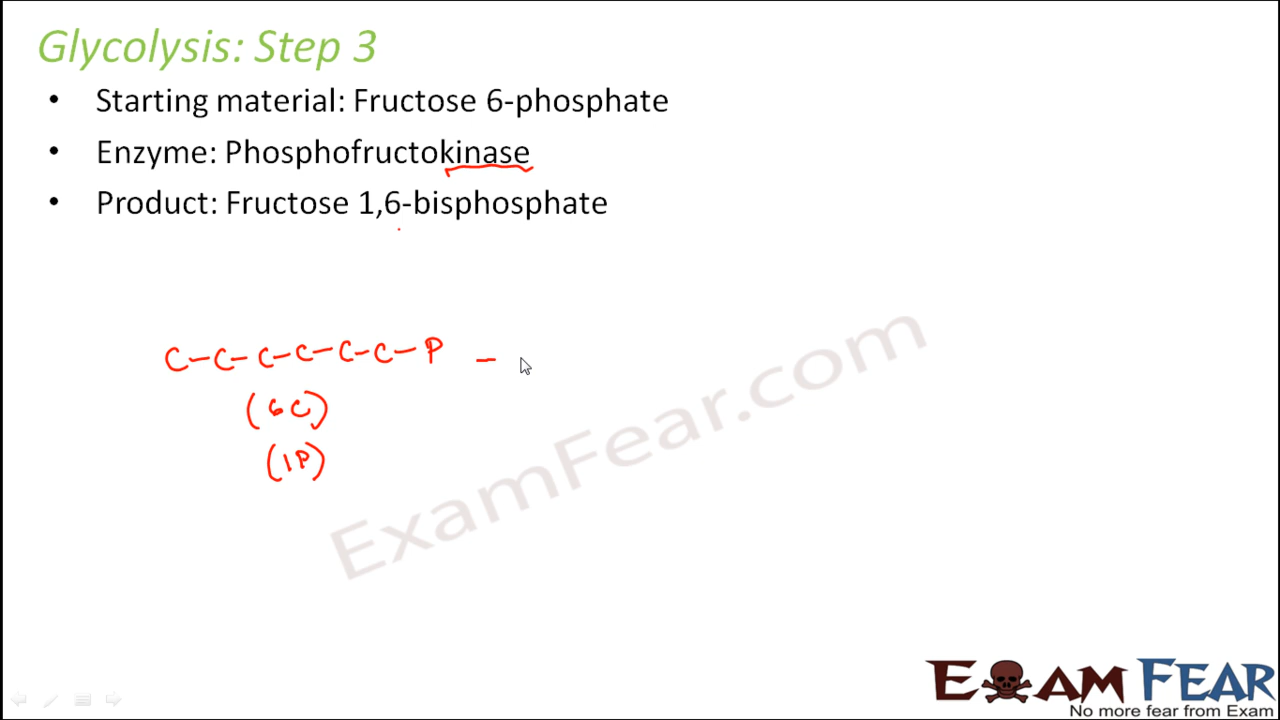 Glycolysis: Step 3
• Starting material: Fructose 6-phosphate
• Enzyme: Phosphofructokinase
• Product: Fructose 1,6-bisphosphate
C-C-C-C-C-C-P -
(6C)
(1P)
ExamFear.com
EXAM FEAR
No more fear from Exam